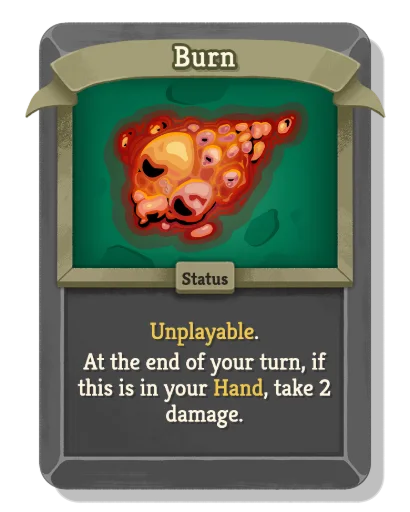 Burn
Status
Unplayable.
At the end of your turn, if
this is in your Hand, take 2
damage.